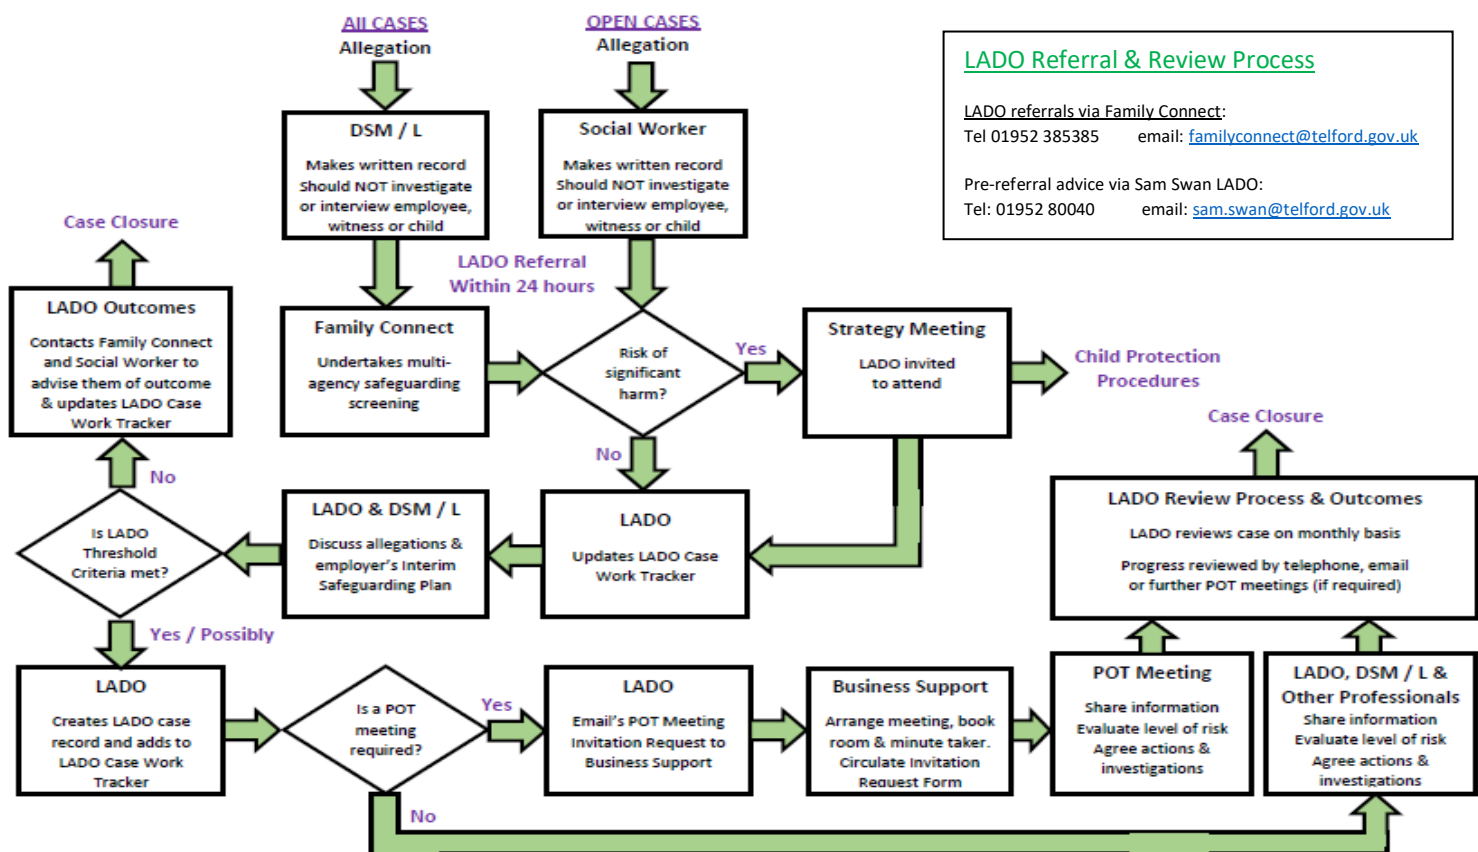 All CASES
Allegation
OPEN CASES
Allegation
LADO Referral & Review Process
LADO referrals via Family Connect:
Tel 01952 385385 email: familyconnect@telford.gov.uk
Pre-referral advice via Sam Swan LADO:
Tel: 01952 80040 email: sam.swan@telford.gov.uk
DSM / L
Makes written record
Should NOT investigate
or interview employee,
witness or child
Social Worker
Makes written record
Should NOT investigate
or interview employee,
witness or child
LADO Referral
Within 24 hours
Case Closure
LADO Outcomes
Contacts Family Connect
and Social Worker to
advise them of outcome
& updates LADO Case
Work Tracker
Family Connect
Undertakes multi-
agency safeguarding
screening
Risk of
significant
harm?
Yes
Strategy Meeting
LADO invited
to attend
Child Protection
Procedures
No
No
Is LADO
Threshold
Criteria met?
LADO & DSM / L
Discuss allegations &
employer's Interim
Safeguarding Plan
LADO
Updates LADO Case
Work Tracker
Case Closure
LADO Review Process & Outcomes
LADO reviews case on monthly basis
Progress reviewed by telephone, email
or further POT meetings (if required)
Yes / Possibly
LADO
Creates LADO case
record and adds to
LADO Case Work
Tracker
Is a POT
meeting
required?
Yes
LADO
Email's POT Meeting
Invitation Request to
Business Support
Business Support
Arrange meeting, book
room & minute taker.
Circulate Invitation
Request Form
POT Meeting
Share information
Evaluate level of risk
Agree actions &
investigations
LADO, DSM / L &
Other Professionals
Share information
Evaluate level of risk
Agree actions &
investigations
No